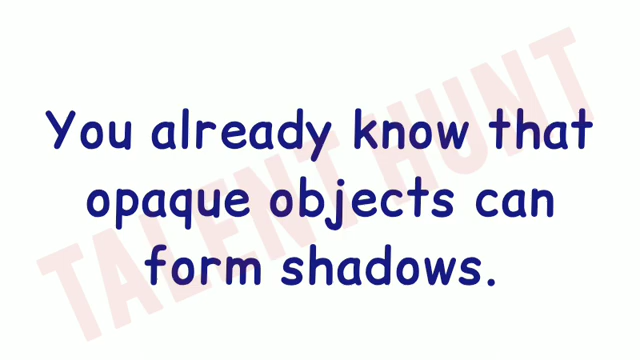 You already know that
opaque objects can
form shadows.
TALENT HUNT